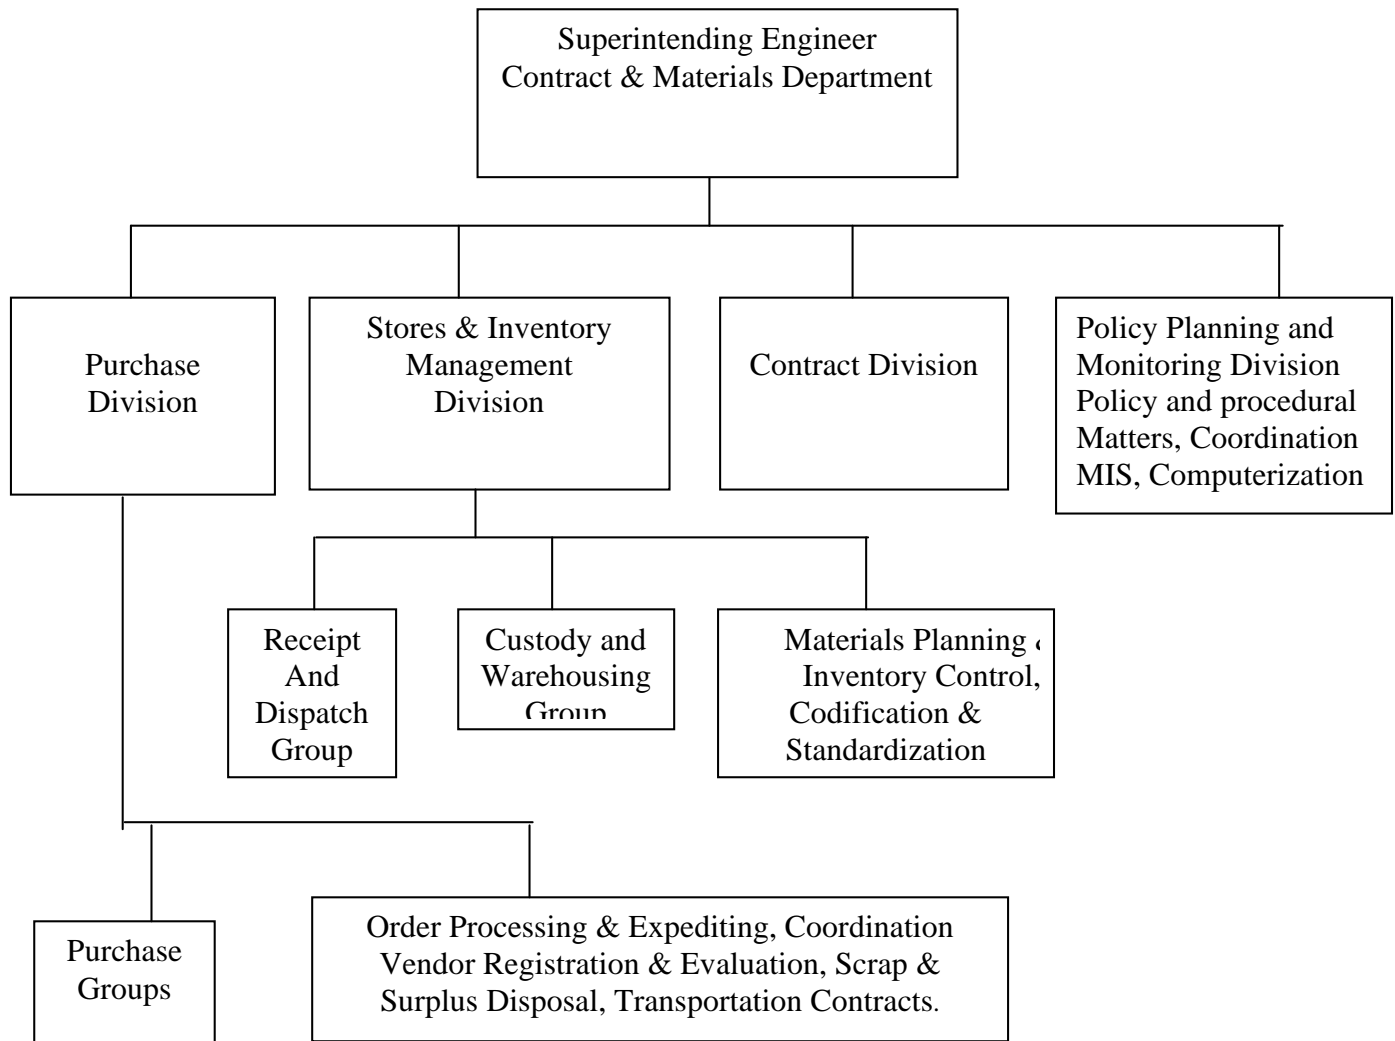 Superintending Engineer
Contract & Materials Department
Purchase
Division
Stores & Inventory
Management
Division
Contract Division
Policy Planning and
Monitoring Division
Policy and procedural
Matters, Coordination
MIS, Computerization
Receipt
And
Dispatch
Group
Custody and
Warehousing
Group
Materials Planning &
Inventory Control,
Codification &
Standardization
Purchase
Groups
Order Processing & Expediting, Coordination
Vendor Registration & Evaluation, Scrap &
Surplus Disposal, Transportation Contracts.